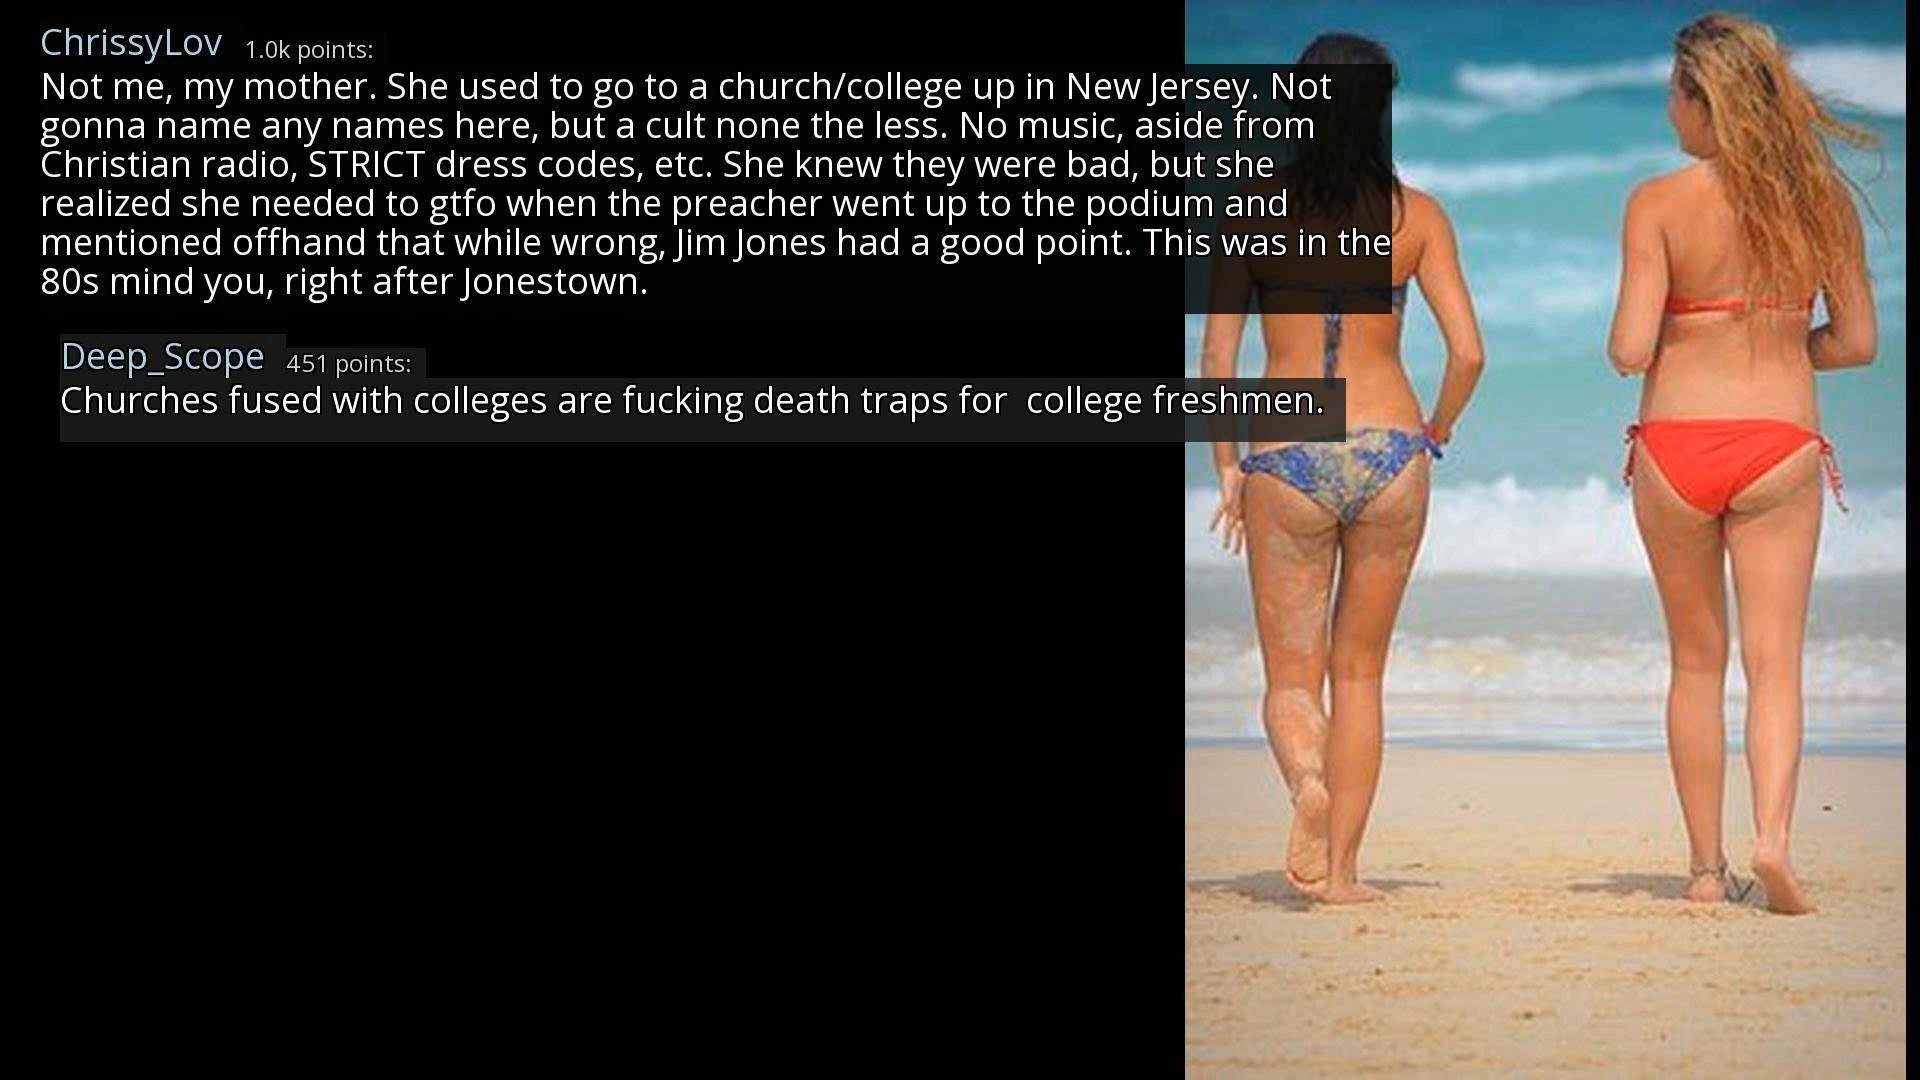 ChrissyLov 1.0k points:
Not me, my mother. She used to go to a church/college up in New Jersey. Not
gonna name any names here, but a cult none the less. No music, aside from
Christian radio, STRICT dress codes, etc. She knew they were bad, but she
realized she needed to gtfo when the preacher went up to the podium and
mentioned offhand that while wrong, Jim Jones had a good point. This was in the
80s mind you, right after Jonestown.
Deep_Scope 451 points:
Churches fused with colleges are fucking death traps for  college freshmen.